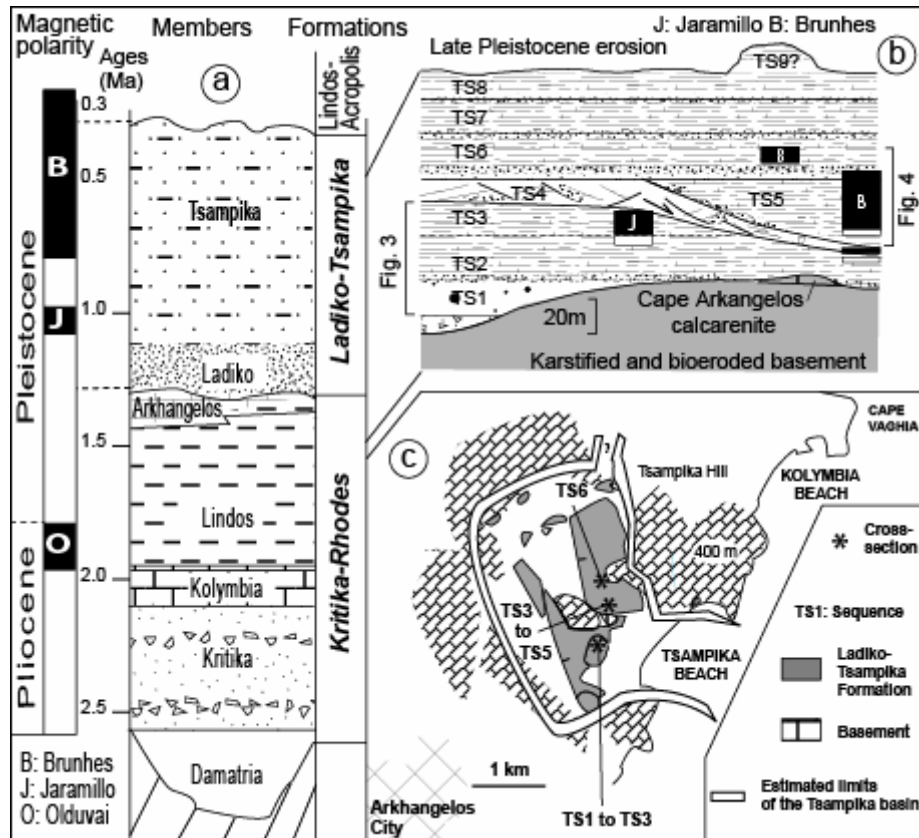 Magnetic polarity
Members
Formations
Ages (Ma)
a
0.3
0.5
1.0
1.5
2.0
2.5
B
J
O
Pleistocene
Pliocene
Tsampika
Ladiko
Arkhangelos
Lindos
Kolymbia
Kritika
Damatria
Lindos-Acropolis
Ladiko-Tsampika
Kritika-Rhodes
B: Brunhes
J: Jaramillo
O: Olduvai
J: Jaramillo B: Brunhes
Late Pleistocene erosion
b
TS9?
TS8
TS7
TS6
B
TS4
TS5
B
TS3
J
TS2
TS1
Fig. 3
Fig. 4
20m
Cape Arkangelos
calcarenite
Karstified and bioeroded basement
c
CAPE
VAGHIA
KOLYMBIA
BEACH
Tsampika Hill
?
TS6
400 m
TS3
to
TS5
TSAMPIKA
BEACH
1 km
Arkhangelos
City
TS1 to TS3
Cross-
section
TS1: Sequence
Ladiko-
Tsampika
Formation
Basement
Estimated limits
of the Tsampika basin